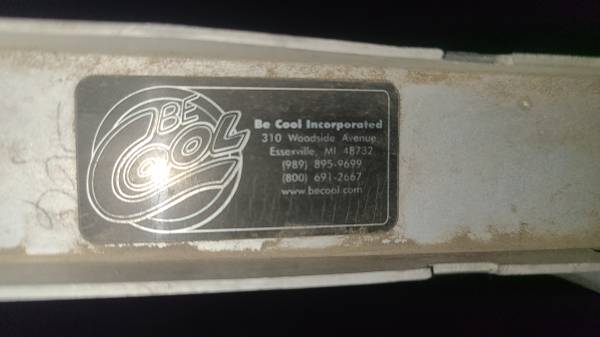 BE
COOL
Be Cool Incorporated
310 Woodside Avenue
Essexville, MI 48732
(989) 895-9699
(800) 691-2667
www.becool.com